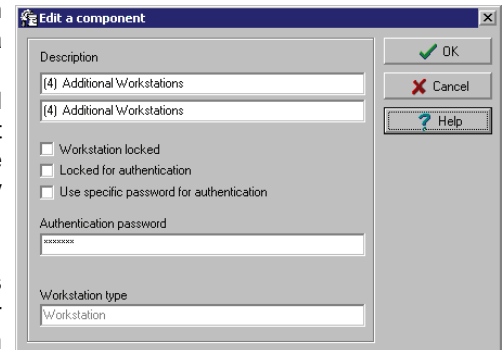 Edit a component
Description
(4) Additional Workstations
(4) Additional Workstations
Workstation locked
Locked for authentication
Use specific password for authentication
Authentication password
×××××××
Workstation type
Workstation
OK
Cancel
? Help